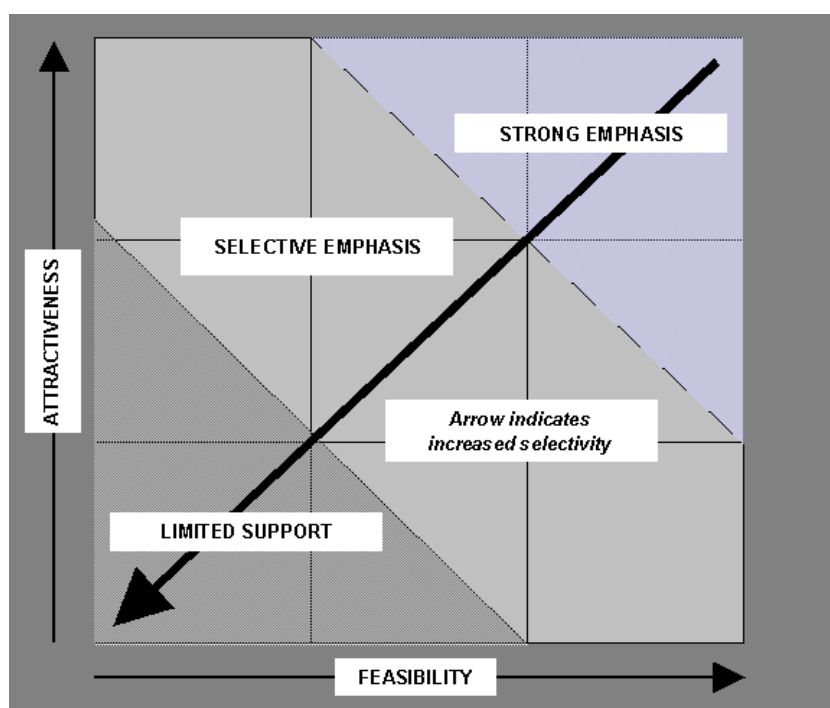 STRONG EMPHASIS
SELECTIVE EMPHASIS
ATTRACTIVENESS
Arrow indicates
increased selectivity
LIMITED SUPPORT
FEASIBILITY